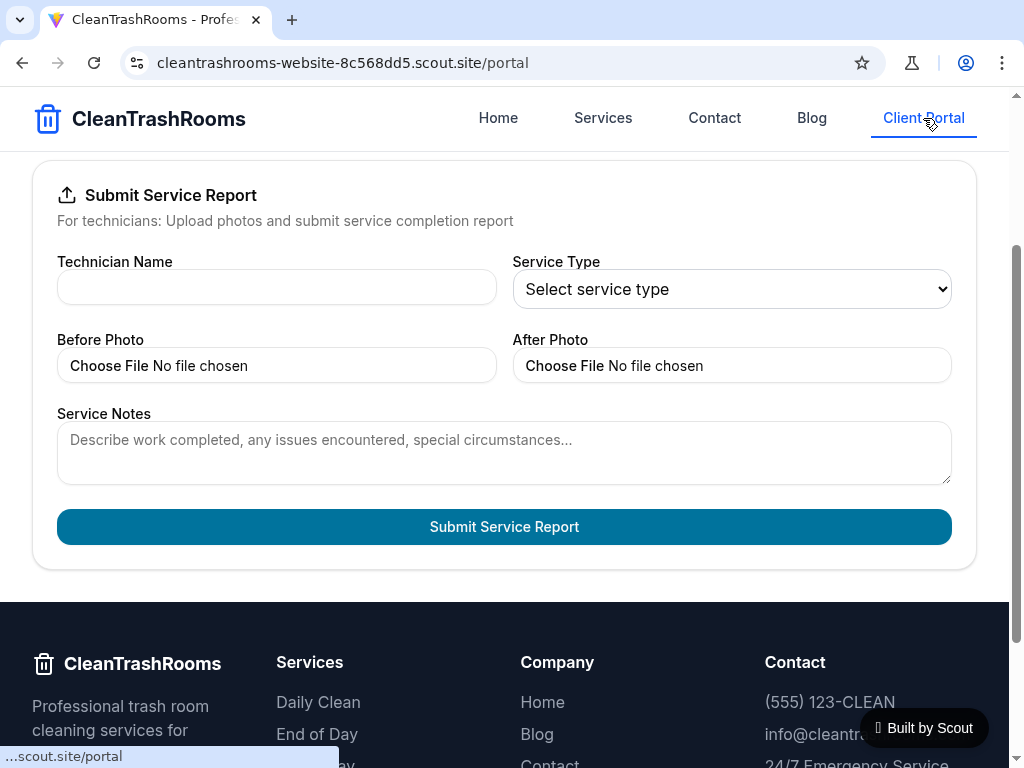 CleanTrashRooms - Profes
cleantrashrooms-website-8c568dd5.scout.site/portal
CleanTrashRooms
Home
Services
Contact
Blog
Client Portal
Submit Service Report
For technicians: Upload photos and submit service completion report
Technician Name
Service Type
Select service type
Before Photo
After Photo
Choose File No file chosen
Choose File No file chosen
Service Notes
Describe work completed, any issues encountered, special circumstances...
Submit Service Report
CleanTrashRooms
Professional trash room
cleaning services for
Services
Daily Clean
End of Day
Company
Home
Blog
Contact
Contact
(555) 123-CLEAN
info@cleantra
24/7 Emergency Service
Built by Scout
...scout.site/portal